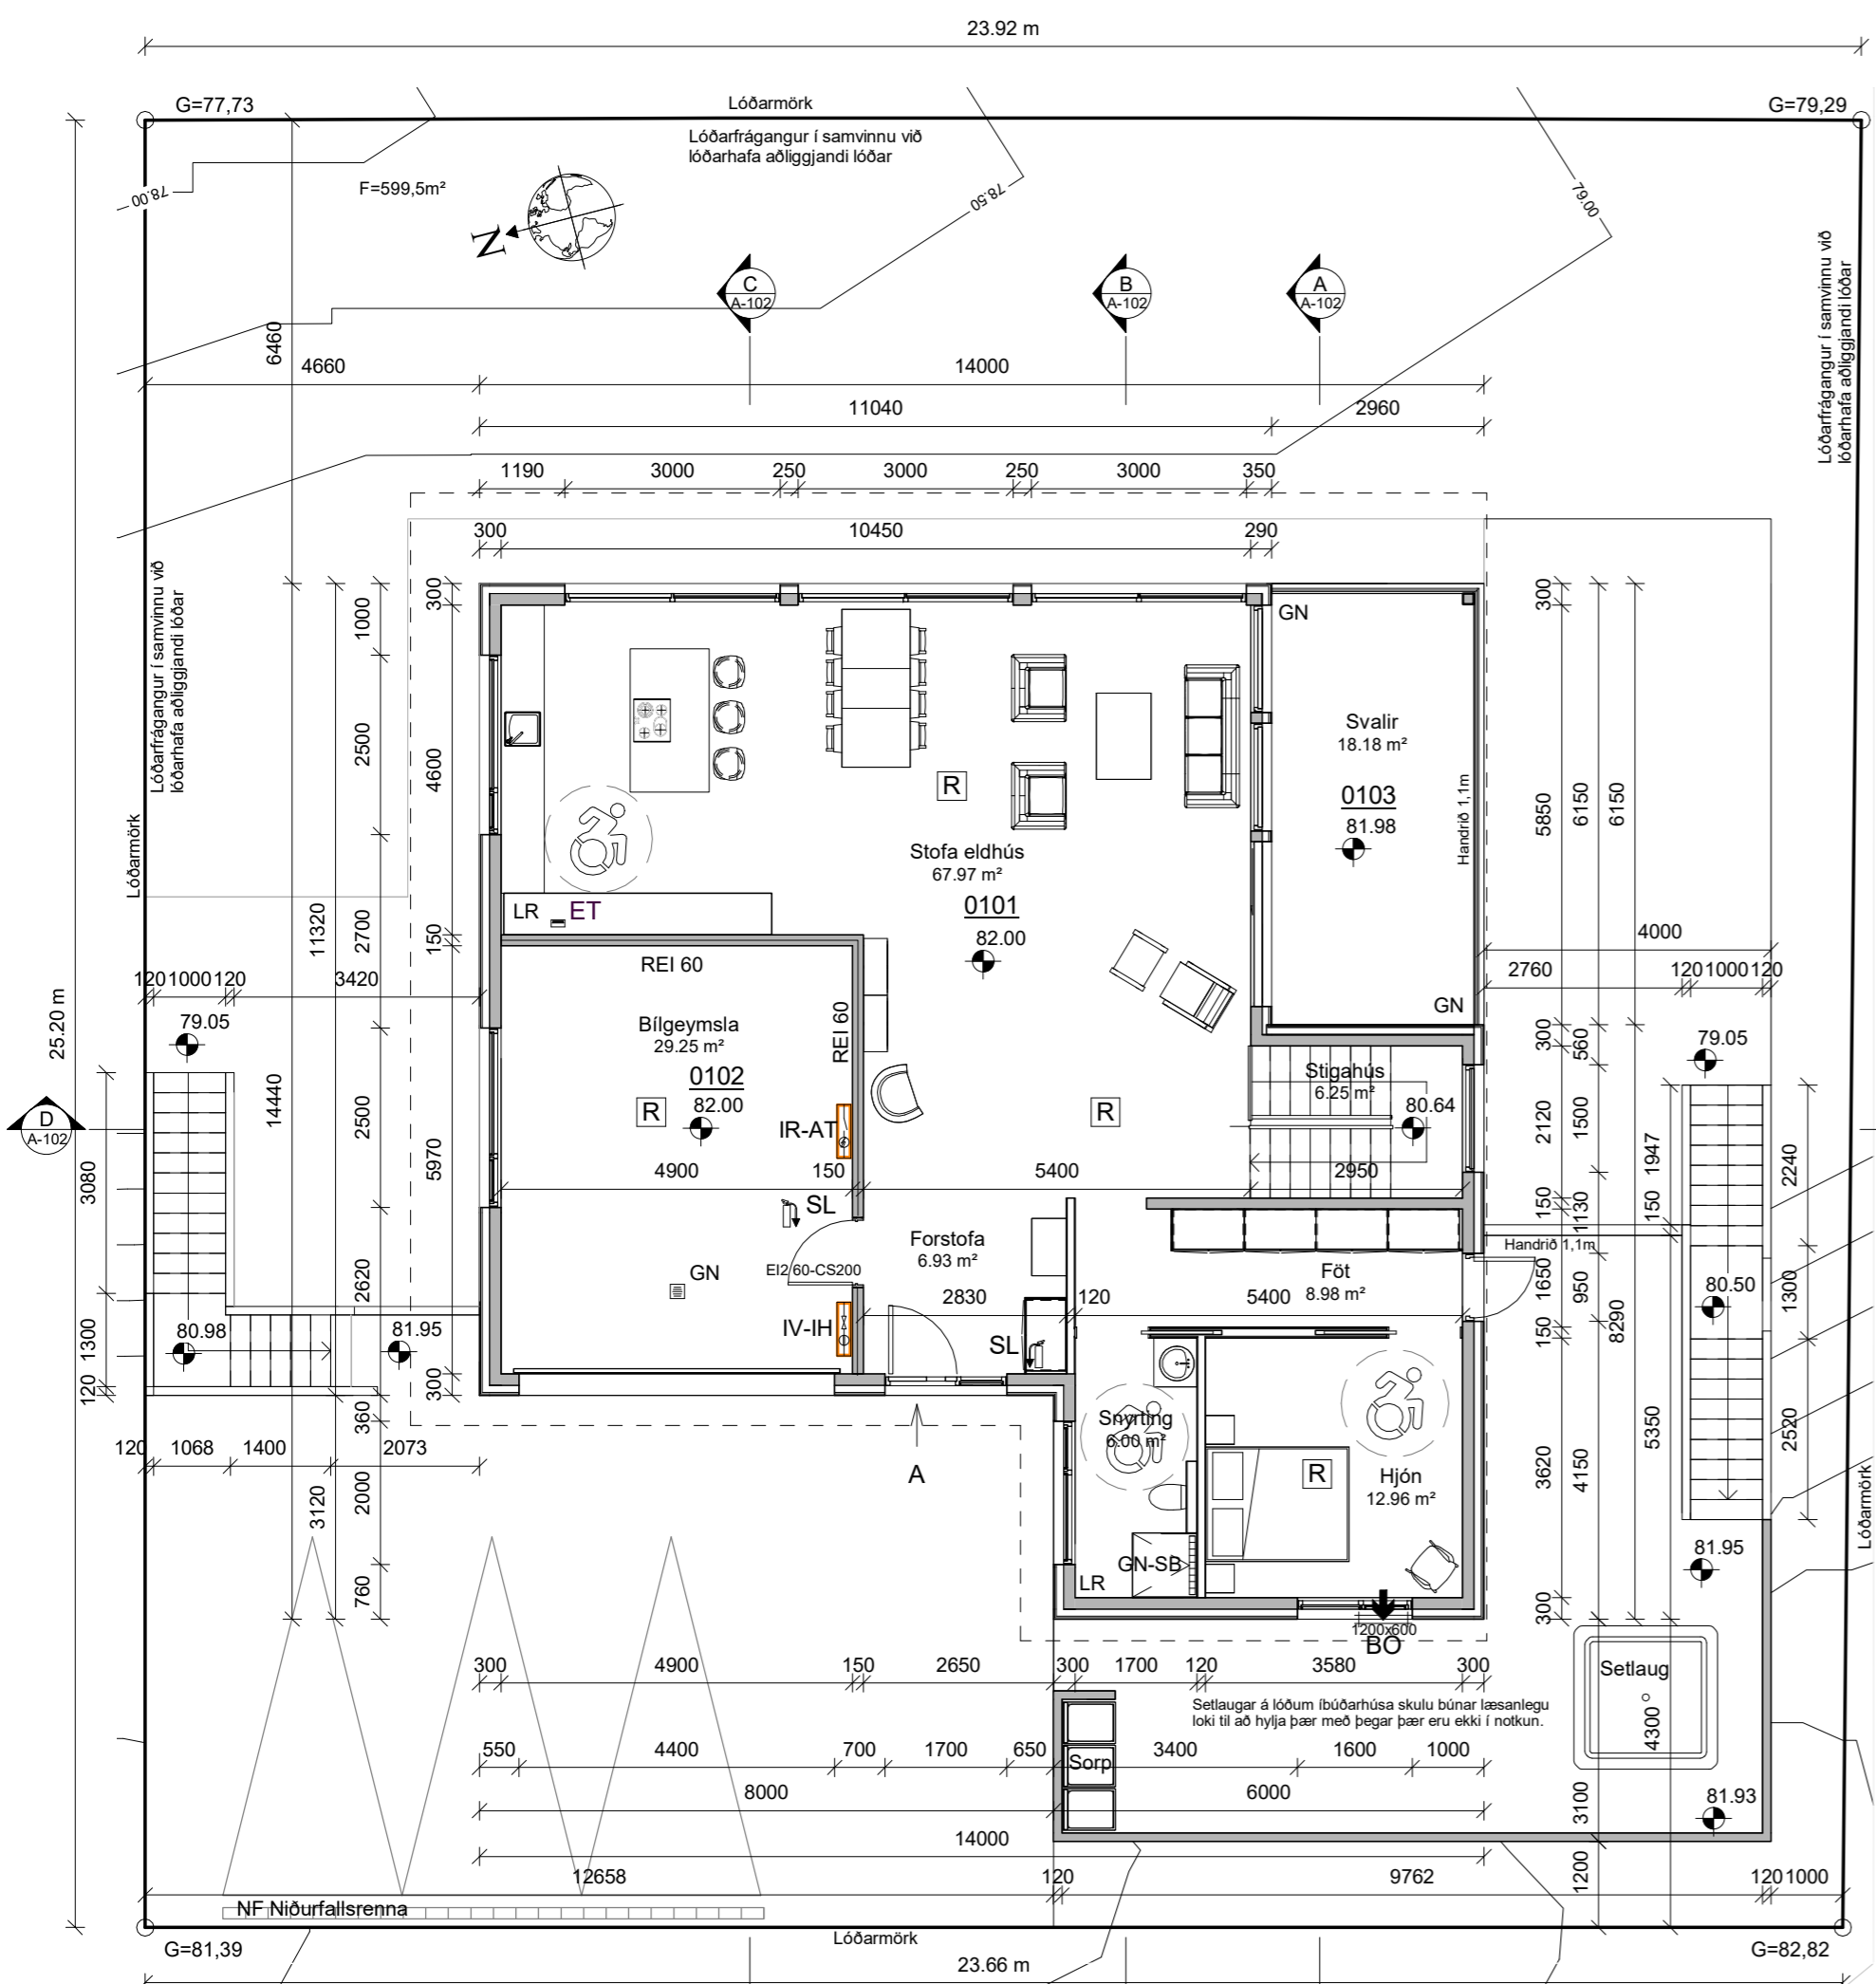 23.92 m
G=77,73
Lóðarmörk
G=79,29
Lóðarfrágangur í samvinnu við
lóðarhafa aðliggjandi lóðar
F=599,5m²
78.00
78.50
79.00
N
Lóðarfrágangur í samvinnu við
lóðarhafa aðliggjandi lóðar
C
A-102
B
A-102
A
A-102
6460
4660
14000
11040
2960
1190
3000
250
3000
250
3000
350
300
10450
290
Lóðarfrágangur í samvinnu við
lóðarhafa aðliggjandi lóðar
Lóðarmörk
25.20 m
11320
14440
1000
2500
2700
2500
2620
360
2000
760
3120
300
4600
150
5970
300
GN
Svalir
18.18 m²
0103
81.98
Handrið 1,1m
GN
R
Stofa eldhús
67.97 m²
0101
82.00
LR
ET
REI 60
REI 60
Bílgeymsla
29.25 m²
0102
82.00
R
IR-AT
R
Stigahús
6.25 m²
80.64
4900
150
5400
2950
SL
Forstofa
6.93 m²
EI2 60-CS200
GN
IV-IH
2830
120
5400
SL
Föt
8.98 m²
Handrið 1,1m
Snyrting
6.00 m²
Hjón
12.96 m²
R
GN-SB
LR
1200x600
BO
A
120
1000
120
3420
79.05
D
A-102
3080
1300
120
80.98
81.95
120
1068
1400
2073
300
5850
300
2120
150
1650
150
3620
300
6150
560
1500
1130
950
4150
3100
1200
6150
8290
1947
150
5350
4300
4000
2760
120
1000
120
79.05
2240
1300
2520
80.50
81.95
Lóðarmörk
Setlaug
81.93
300
4900
150
2650
300
1700
120
3580
300
Setlaugar á lóðum íbúðarhúsa skulu búnar læsanlegu
loki til að hylja þær með þegar þær eru ekki í notkun.
550
4400
700
1700
650
Sorp
3400
1600
1000
8000
6000
14000
12658
120
9762
120
1000
NF Niðurfallsrenna
G=81,39
Lóðarmörk
G=82,82
23.66 m